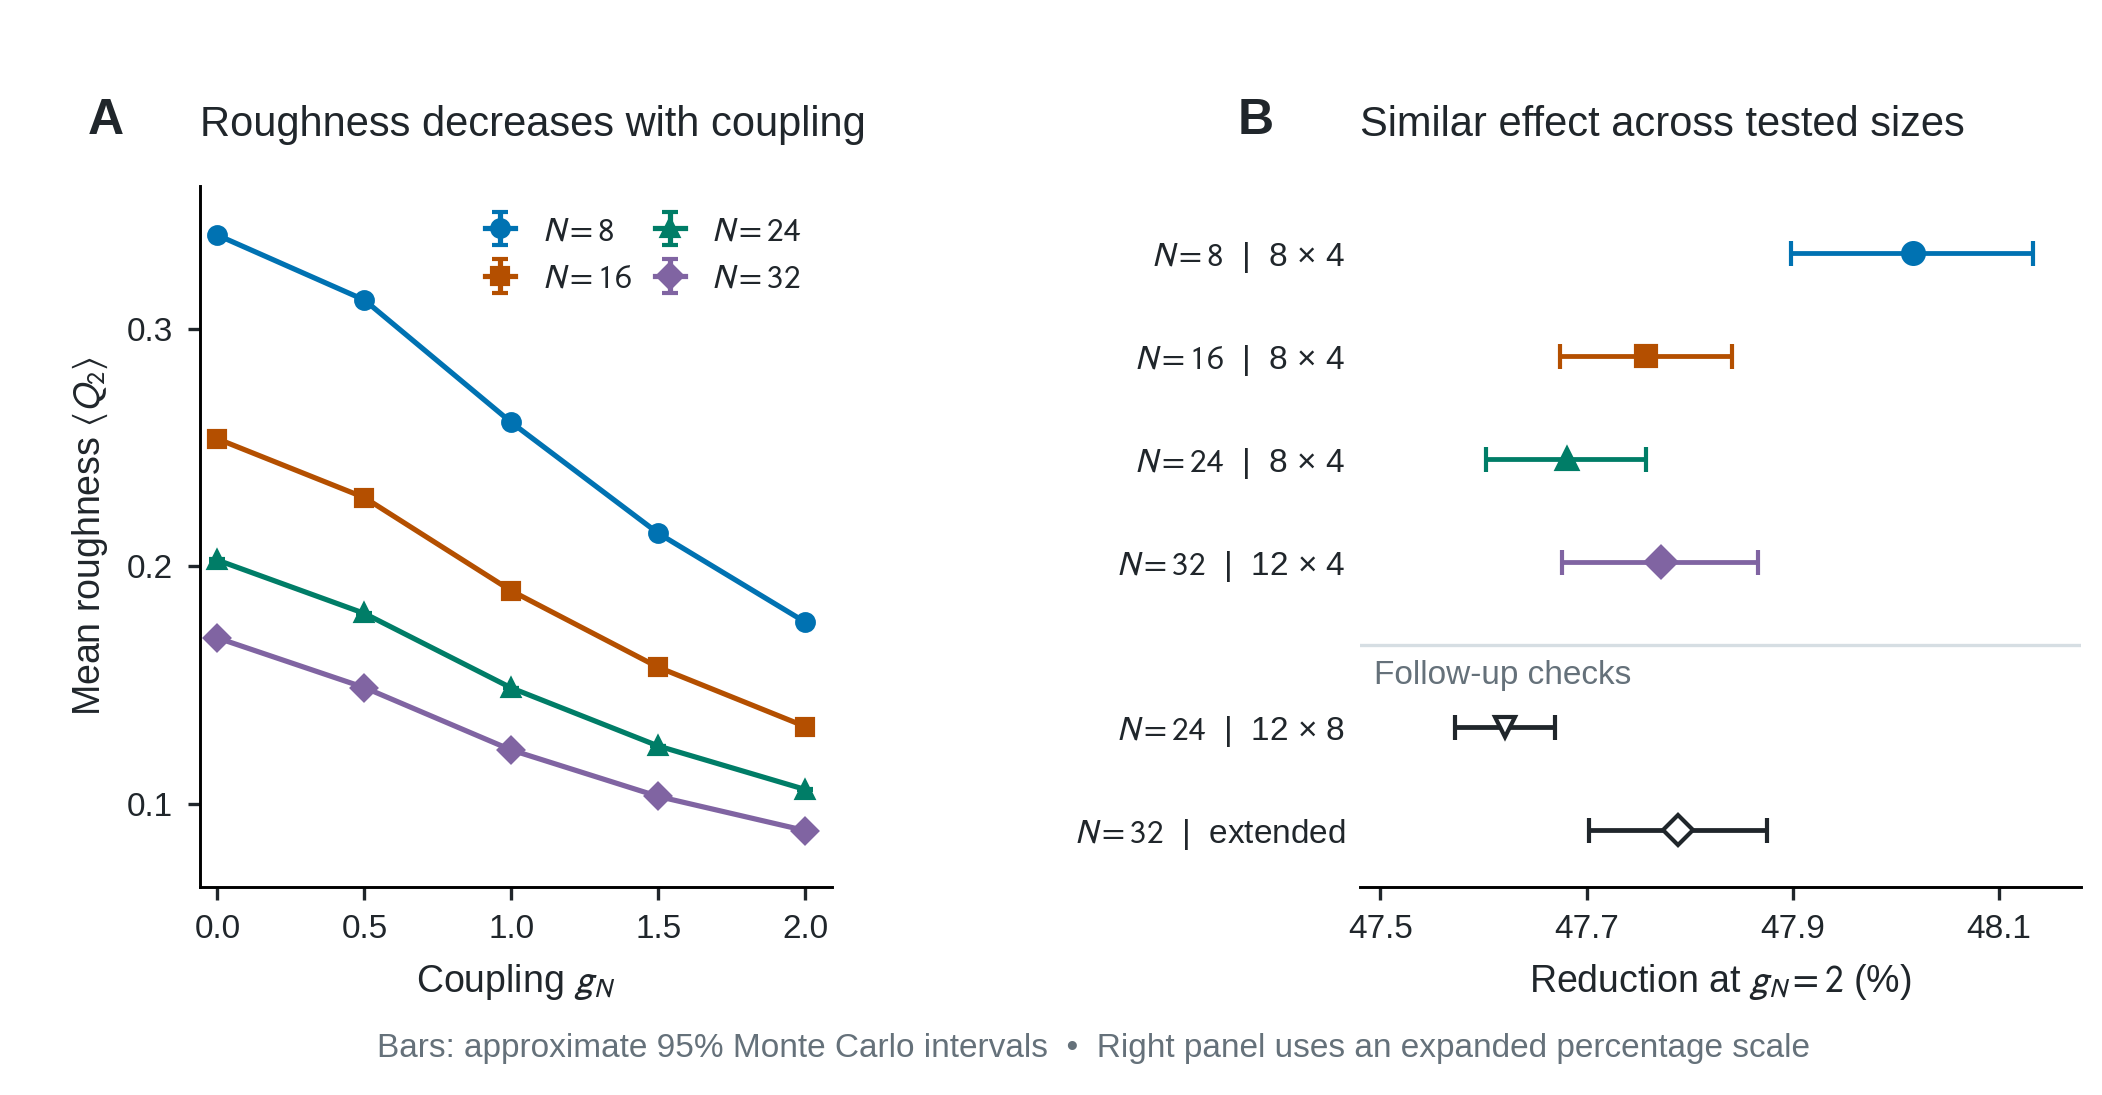 A Roughness decreases with coupling
N=8 N=24
N=16 N=32
0.3
0.2
0.1
Mean roughness ⟨Q₂⟩
0.0 0.5 1.0 1.5 2.0
Coupling g_N
B Similar effect across tested sizes
N=8 | 8 × 4
N=16 | 8 × 4
N=24 | 8 × 4
N=32 | 12 × 4
Follow-up checks
N=24 | 12 × 8
N=32 | extended
47.5 47.7 47.9 48.1
Reduction at g_N=2 (%)
Bars: approximate 95% Monte Carlo intervals • Right panel uses an expanded percentage scale